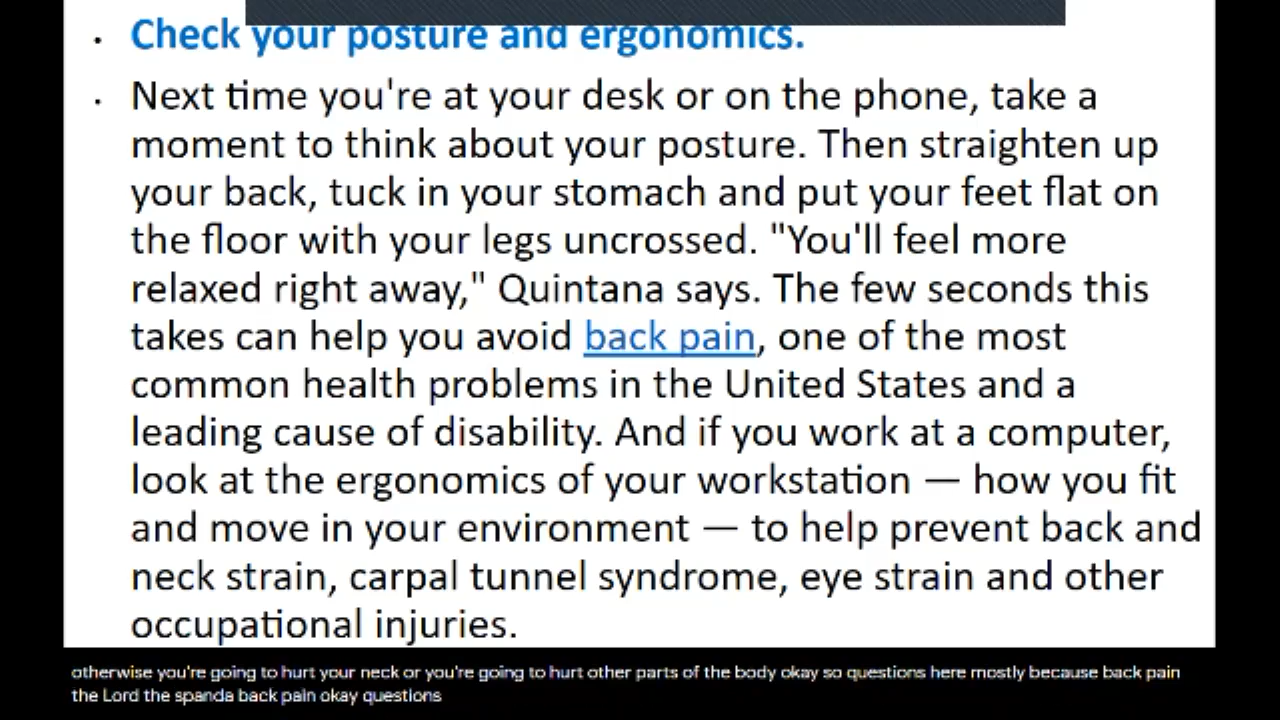 • Check your posture and ergonomics.
• Next time you're at your desk or on the phone, take a
moment to think about your posture. Then straighten up
your back, tuck in your stomach and put your feet flat on
the floor with your legs uncrossed. "You'll feel more
relaxed right away," Quintana says. The few seconds this
takes can help you avoid back pain, one of the most
common health problems in the United States and a
leading cause of disability. And if you work at a computer,
look at the ergonomics of your workstation — how you fit
and move in your environment — to help prevent back and
neck strain, carpal tunnel syndrome, eye strain and other
occupational injuries.
otherwise you're going to hurt your neck or you're going to hurt other parts of the body okay so questions here mostly because back pain
the Lord the spanda back pain okay questions